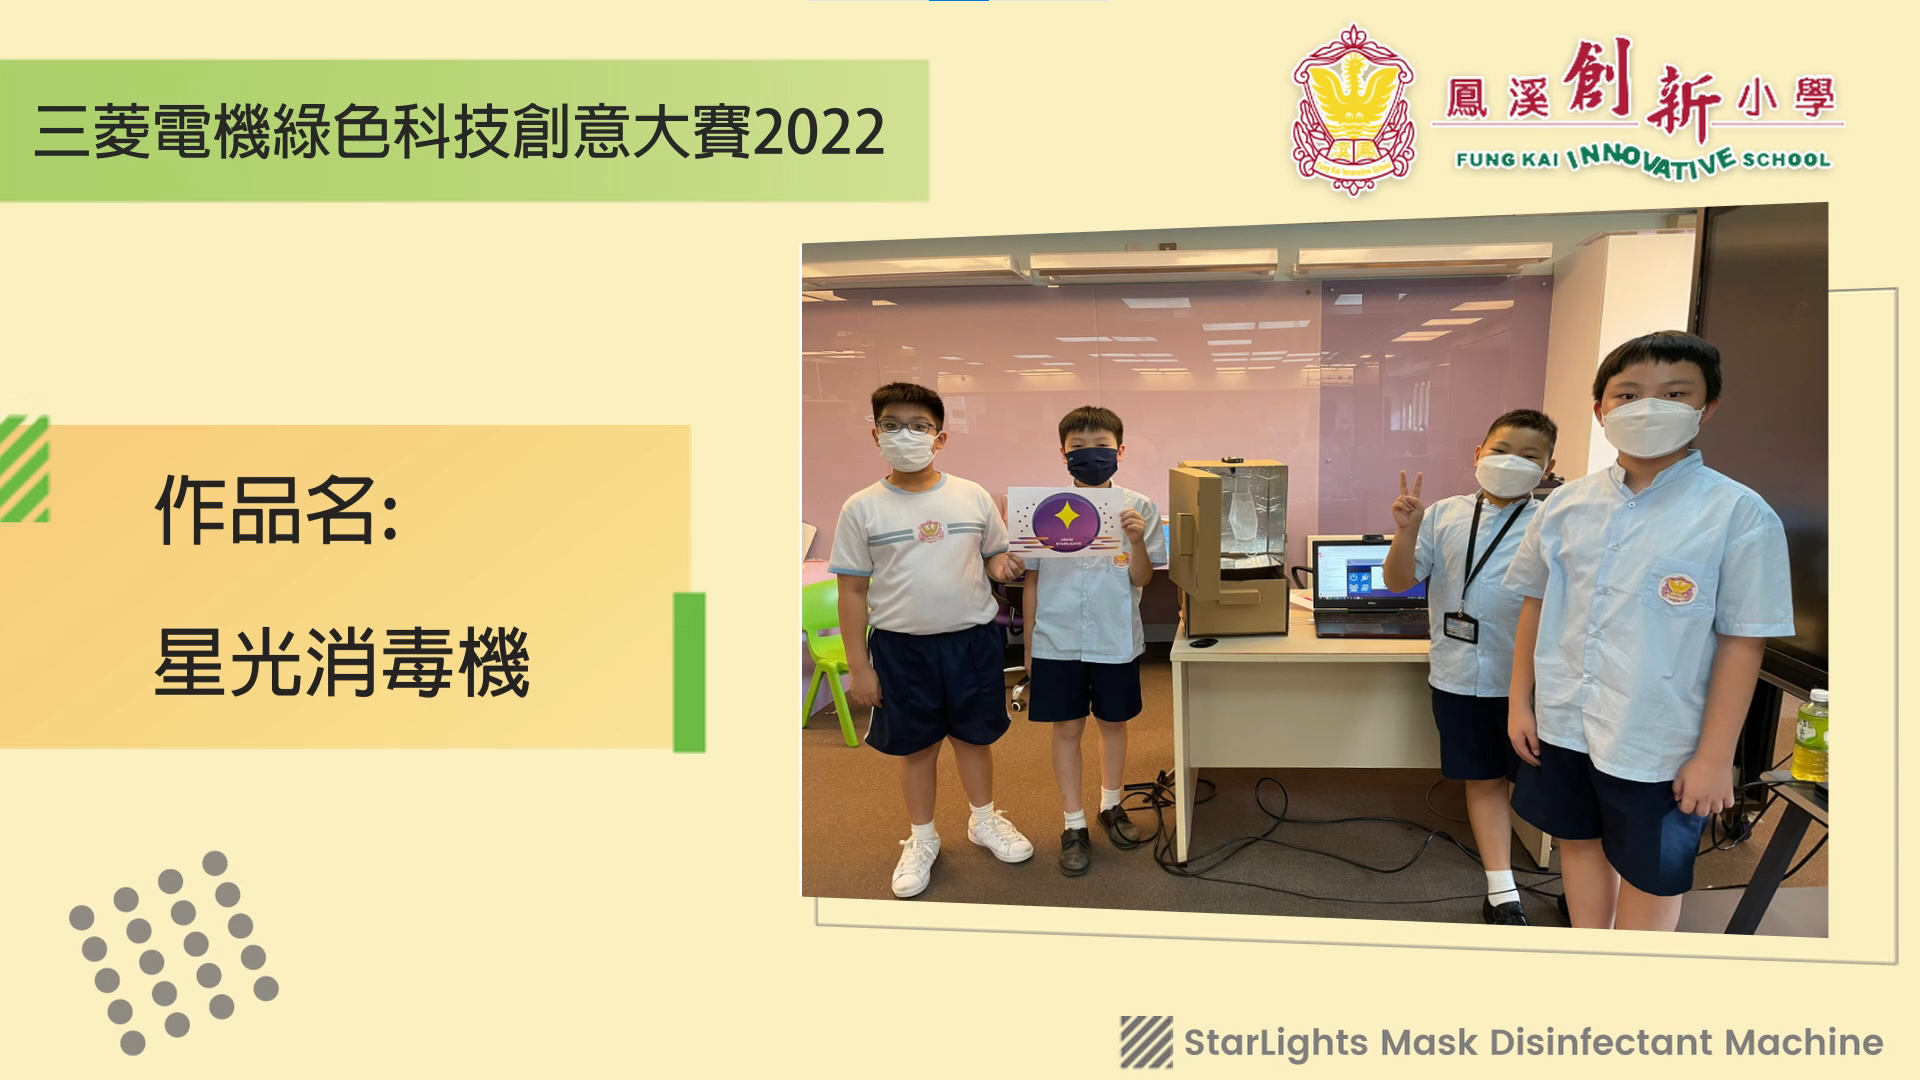 三菱電機綠色科技創意大賽2022
鳳溪創新小學
FUNG KAI INNOVATIVE SCHOOL
作品名:
星光消毒機
StarLights Mask Disinfectant Machine